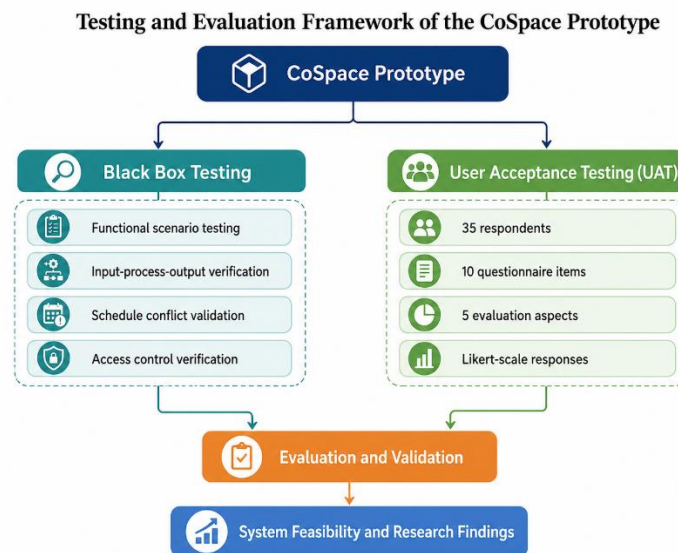 Testing and Evaluation Framework of the CoSpace Prototype
CoSpace Prototype
Black Box Testing
Functional scenario testing
Input-process-output verification
Schedule conflict validation
Access control verification
User Acceptance Testing (UAT)
35 respondents
10 questionnaire items
5 evaluation aspects
Likert-scale responses
Evaluation and Validation
System Feasibility and Research Findings